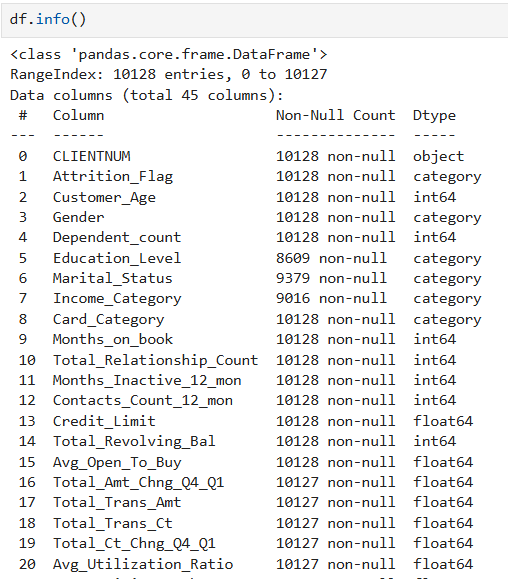 df.info()
<class 'pandas.core.frame.DataFrame'>
RangeIndex: 10128 entries, 0 to 10127
Data columns (total 45 columns):
 #   Column                    Non-Null Count  Dtype
---  ------                    --------------  -----
 0   CLIENTNUM                 10128 non-null  object
 1   Attrition_Flag            10128 non-null  category
 2   Customer_Age              10128 non-null  int64
 3   Gender                    10128 non-null  category
 4   Dependent_count           10128 non-null  int64
 5   Education_Level           8609 non-null   category
 6   Marital_Status            9379 non-null   category
 7   Income_Category           9016 non-null   category
 8   Card_Category             10128 non-null  category
 9   Months_on_book            10128 non-null  int64
 10  Total_Relationship_Count  10128 non-null  int64
 11  Months_Inactive_12_mon    10128 non-null  int64
 12  Contacts_Count_12_mon     10128 non-null  int64
 13  Credit_Limit              10128 non-null  float64
 14  Total_Revolving_Bal       10128 non-null  int64
 15  Avg_Open_To_Buy           10128 non-null  float64
 16  Total_Amt_Chng_Q4_Q1      10127 non-null  float64
 17  Total_Trans_Amt           10127 non-null  float64
 18  Total_Trans_Ct            10127 non-null  float64
 19  Total_Ct_Chng_Q4_Q1       10127 non-null  float64
 20  Avg_Utilization_Ratio     10127 non-null  float64